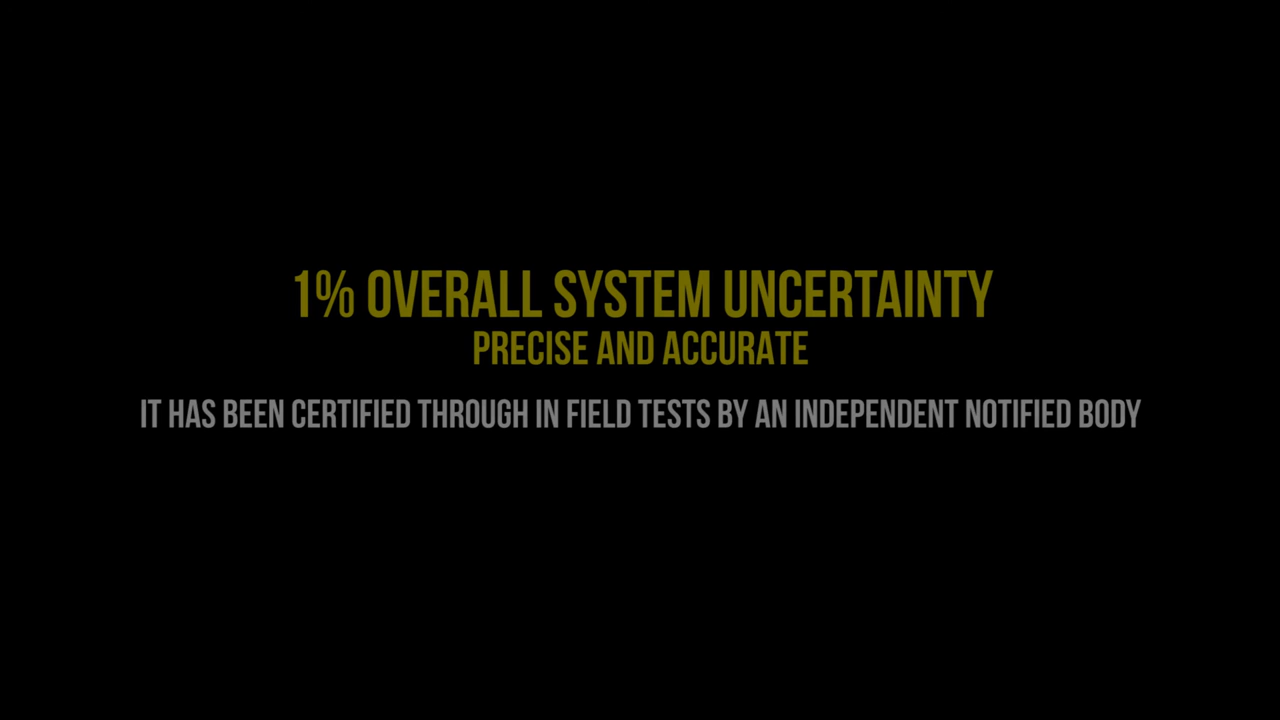 1% OVERALL SYSTEM UNCERTAINTY
PRECISE AND ACCURATE
IT HAS BEEN CERTIFIED THROUGH IN FIELD TESTS BY AN INDEPENDENT NOTIFIED BODY